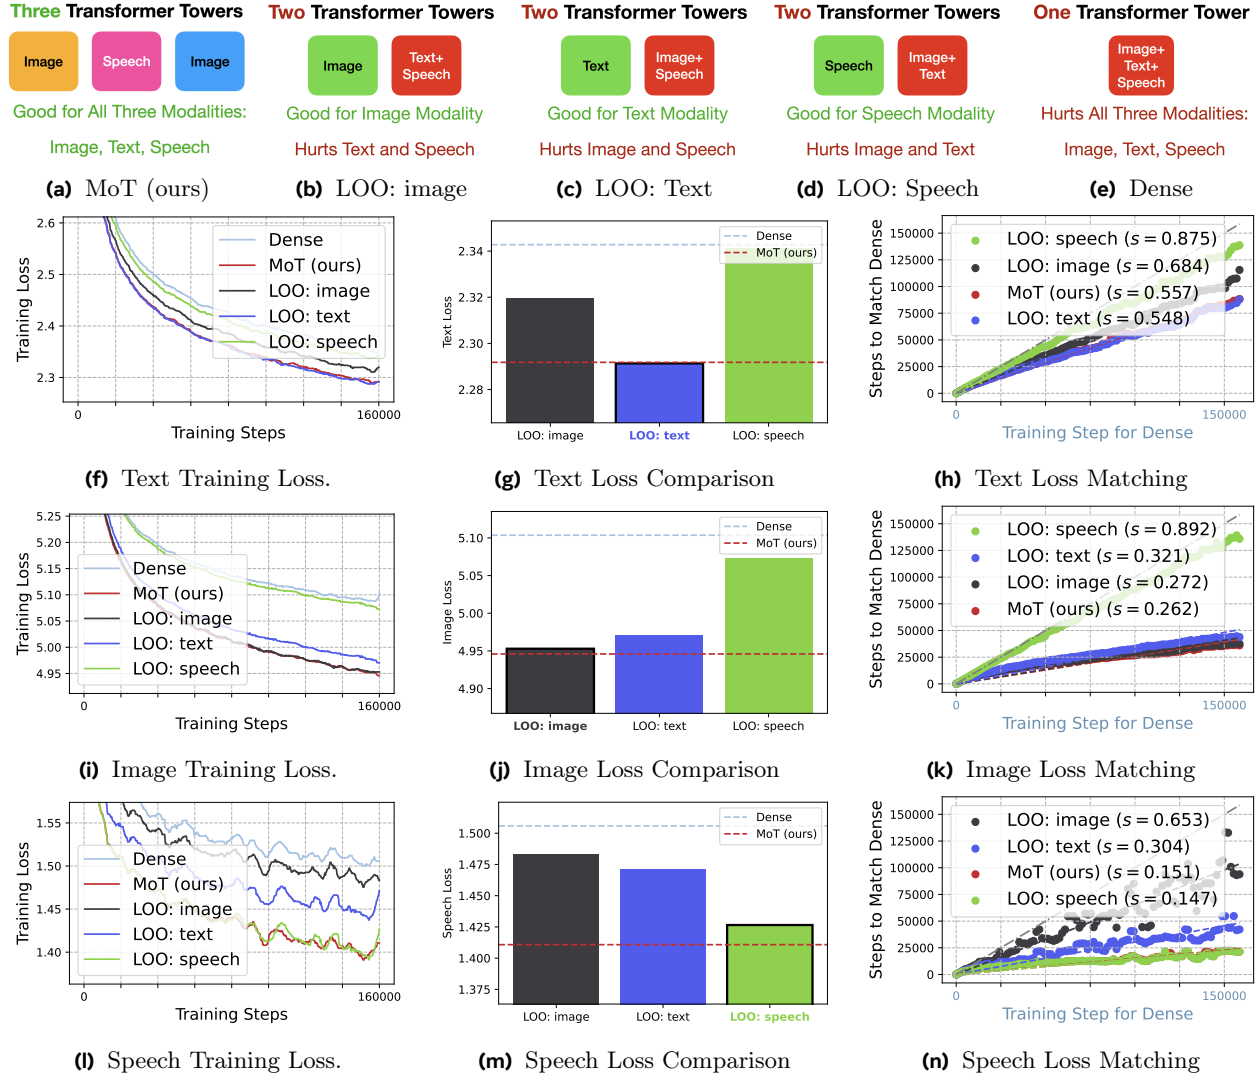 Three Transformer Towers
Image
Speech
Image
Good for All Three Modalities:
Image, Text, Speech
(a) MoT (ours)
Two Transformer Towers
Image
Text+
Speech
Good for Image Modality
Hurts Text and Speech
(b) LOO: image
Two Transformer Towers
Text
Image+
Speech
Good for Text Modality
Hurts Image and Speech
(c) LOO: Text
Two Transformer Towers
Speech
Image+
Text
Good for Speech Modality
Hurts Image and Text
(d) LOO: Speech
One Transformer Tower
Image+
Text+
Speech
Hurts All Three Modalities:
Image, Text, Speech
(e) Dense
Training Loss
2.6
2.5
2.4
2.3
Dense
MoT (ours)
LOO: image
LOO: text
LOO: speech
0
160000
Training Steps
(f) Text Training Loss.
Text Loss
2.34
2.32
2.30
2.28
Dense
MoT (ours)
LOO: image
LOO: text
LOO: speech
(g) Text Loss Comparison
Steps to Match Dense
150000
125000
100000
75000
50000
25000
0
LOO: speech (s = 0.875)
LOO: image (s = 0.684)
MoT (ours) (s = 0.557)
LOO: text (s = 0.548)
0
150000
Training Step for Dense
(h) Text Loss Matching
Training Loss
5.25
5.20
5.15
5.10
5.05
5.00
4.95
Dense
MoT (ours)
LOO: image
LOO: text
LOO: speech
0
160000
Training Steps
(i) Image Training Loss.
Image Loss
5.10
5.05
5.00
4.95
4.90
Dense
MoT (ours)
LOO: image
LOO: text
LOO: speech
(j) Image Loss Comparison
Steps to Match Dense
150000
125000
100000
75000
50000
25000
0
LOO: speech (s = 0.892)
LOO: text (s = 0.321)
LOO: image (s = 0.272)
MoT (ours) (s = 0.262)
0
150000
Training Step for Dense
(k) Image Loss Matching
Training Loss
1.55
1.50
1.45
1.40
Dense
MoT (ours)
LOO: image
LOO: text
LOO: speech
0
160000
Training Steps
(l) Speech Training Loss.
Speech Loss
1.500
1.475
1.450
1.425
1.400
1.375
Dense
MoT (ours)
LOO: image
LOO: text
LOO: speech
(m) Speech Loss Comparison
Steps to Match Dense
150000
125000
100000
75000
50000
25000
0
LOO: image (s = 0.653)
LOO: text (s = 0.304)
MoT (ours) (s = 0.151)
LOO: speech (s = 0.147)
0
150000
Training Step for Dense
(n) Speech Loss Matching